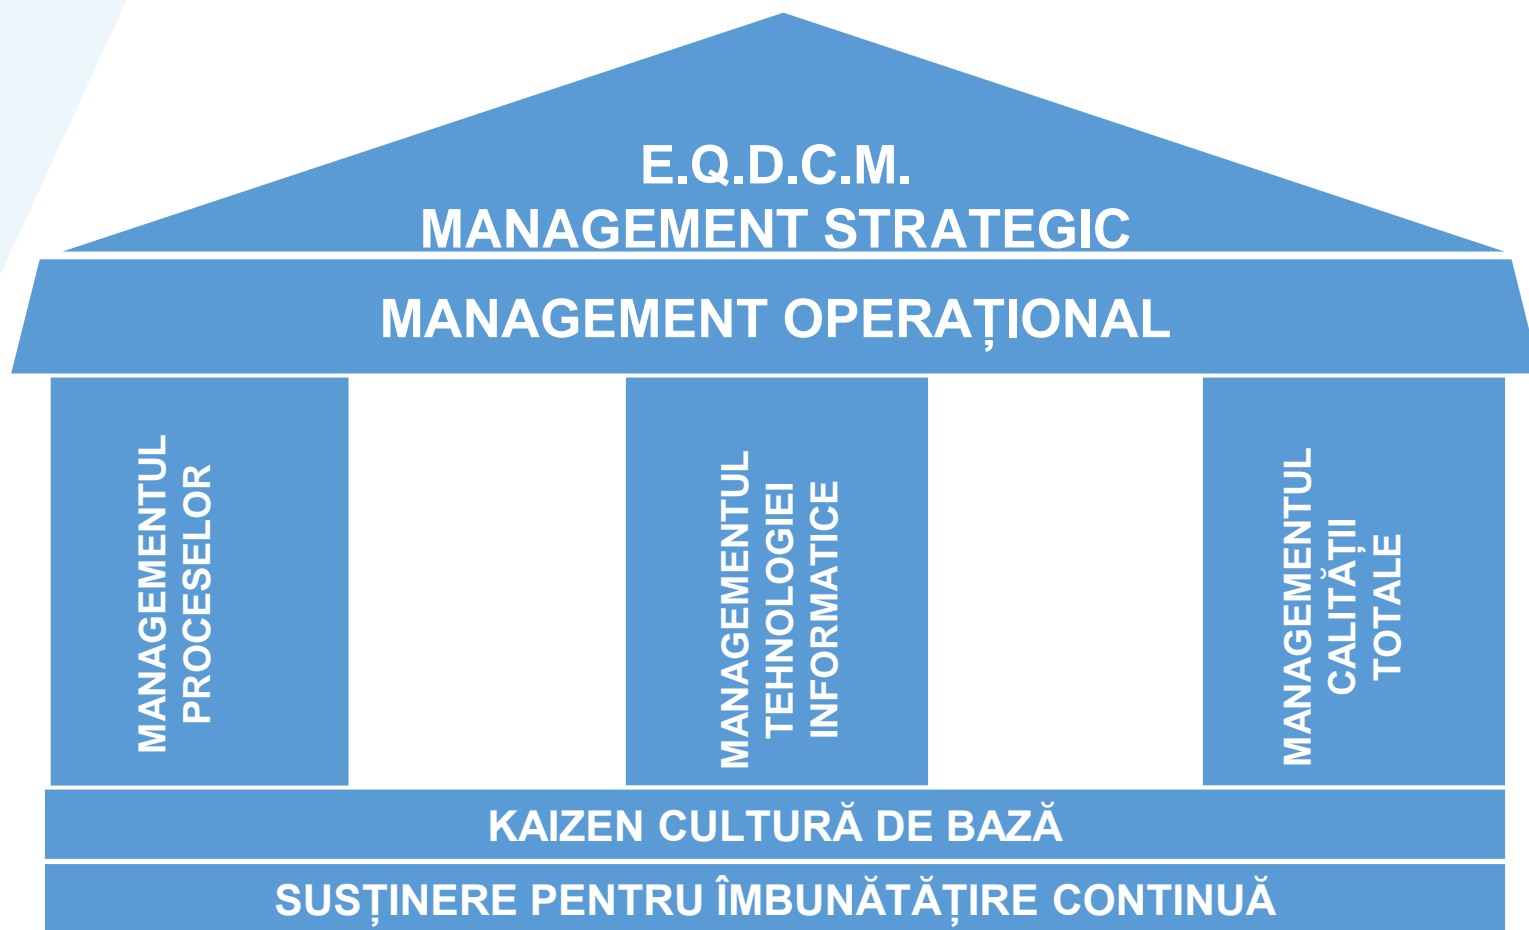 E.Q.D.C.M.
MANAGEMENT STRATEGIC
MANAGEMENT OPERAȚIONAL
MANAGEMENTUL
PROCESELOR
MANAGEMENTUL
TEHNOLOGIEI
INFORMATICE
MANAGEMENTUL
CALITĂȚII
TOTALE
KAIZEN CULTURĂ DE BAZĂ
SUSȚINERE PENTRU ÎMBUNĂTĂȚIRE CONTINUĂ